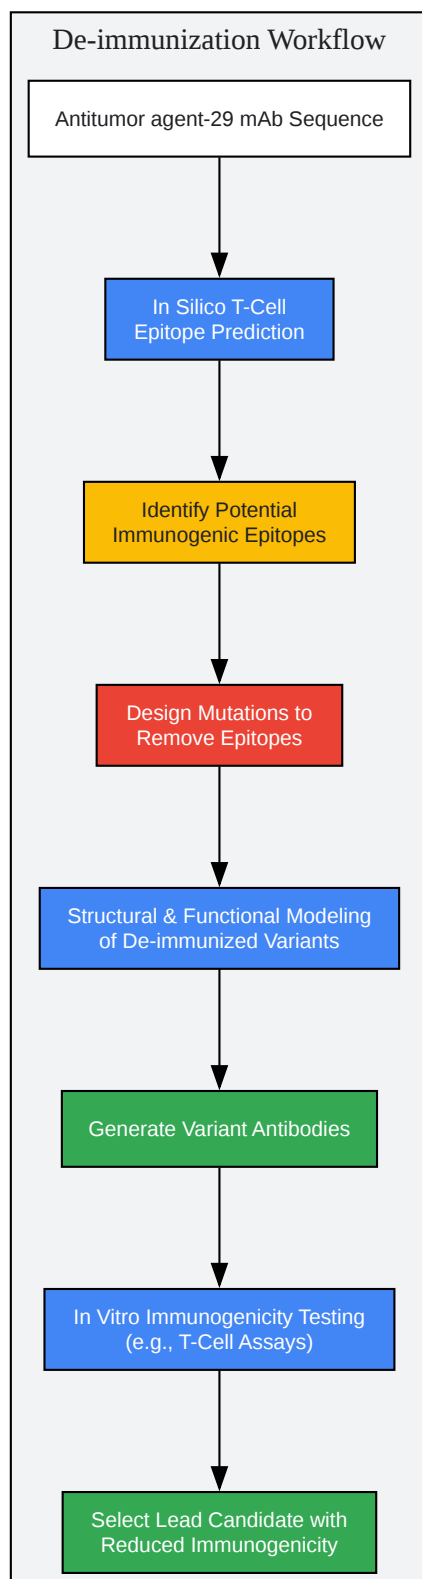 De-immunization Workflow
Antitumor agent-29 mAb Sequence
In Silico T-Cell
Epitope Prediction
Identify Potential
Immunogenic Epitopes
Design Mutations to
Remove Epitopes
Structural & Functional Modeling
of De-immunized Variants
Generate Variant Antibodies
In Vitro Immunogenicity Testing
(e.g., T-Cell Assays)
Select Lead Candidate with
Reduced Immunogenicity